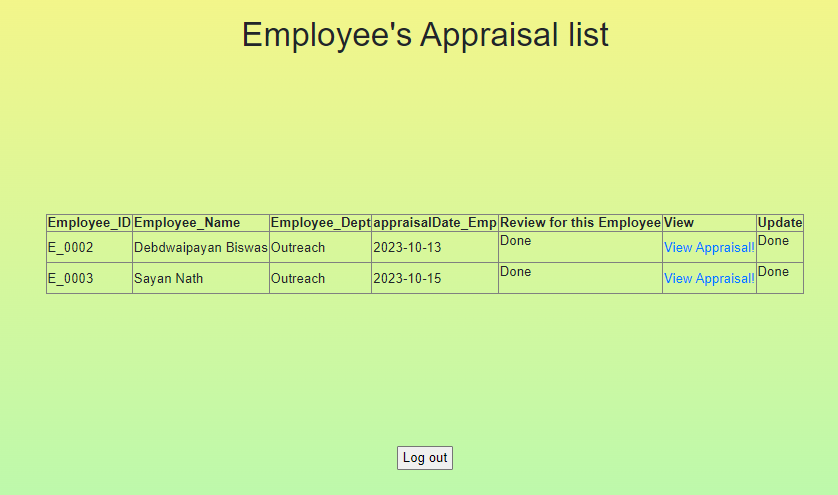 Employee's Appraisal list
Employee_ID Employee_Name Employee_Dept appraisalDate_Emp Review for this Employee View Update
E_0002 Debdwaipayan Biswas Outreach 2023-10-13 Done View Appraisal! Done
E_0003 Sayan Nath Outreach 2023-10-15 Done View Appraisal! Done
Log out